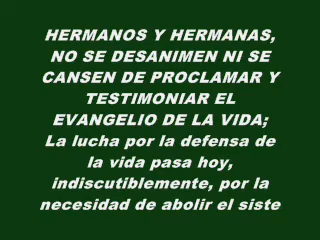 HERMANOS Y HERMANAS,
NO SE DESANIMEN NI SE
CANSEN DE PROCLAMAR Y
TESTIMONIAR EL
EVANGELIO DE LA VIDA;
La lucha por la defensa de
la vida pasa hoy,
indiscutiblemente, por la
necesidad de abolir el siste